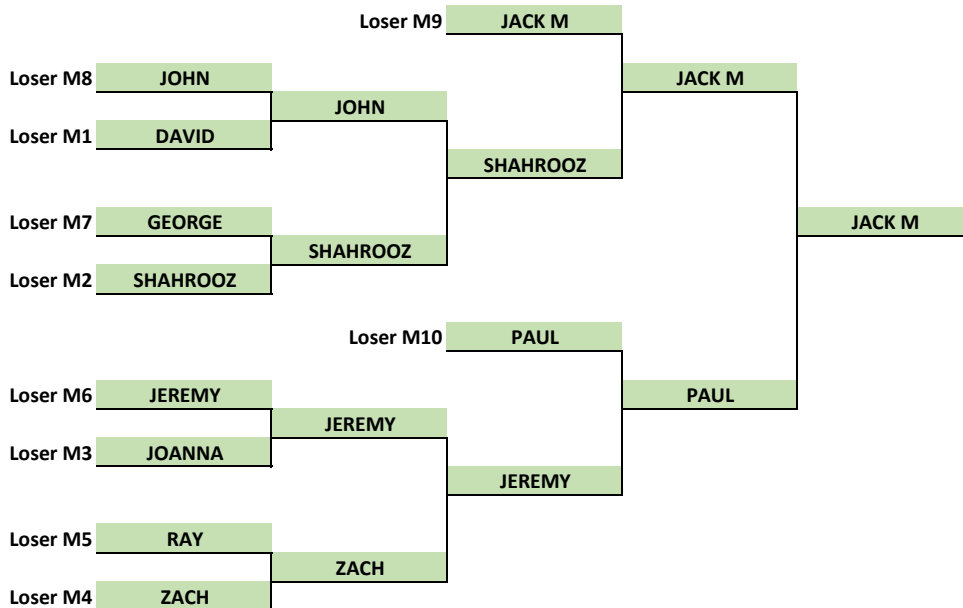 Loser M9 JACK M
Loser M8 JOHN JACK M
JOHN
Loser M1 DAVID
SHAHROOZ
Loser M7 GEORGE JACK M
SHAHROOZ
Loser M2 SHAHROOZ
Loser M10 PAUL
Loser M6 JEREMY PAUL
JEREMY
Loser M3 JOANNA
JEREMY
Loser M5 RAY
ZACH
Loser M4 ZACH